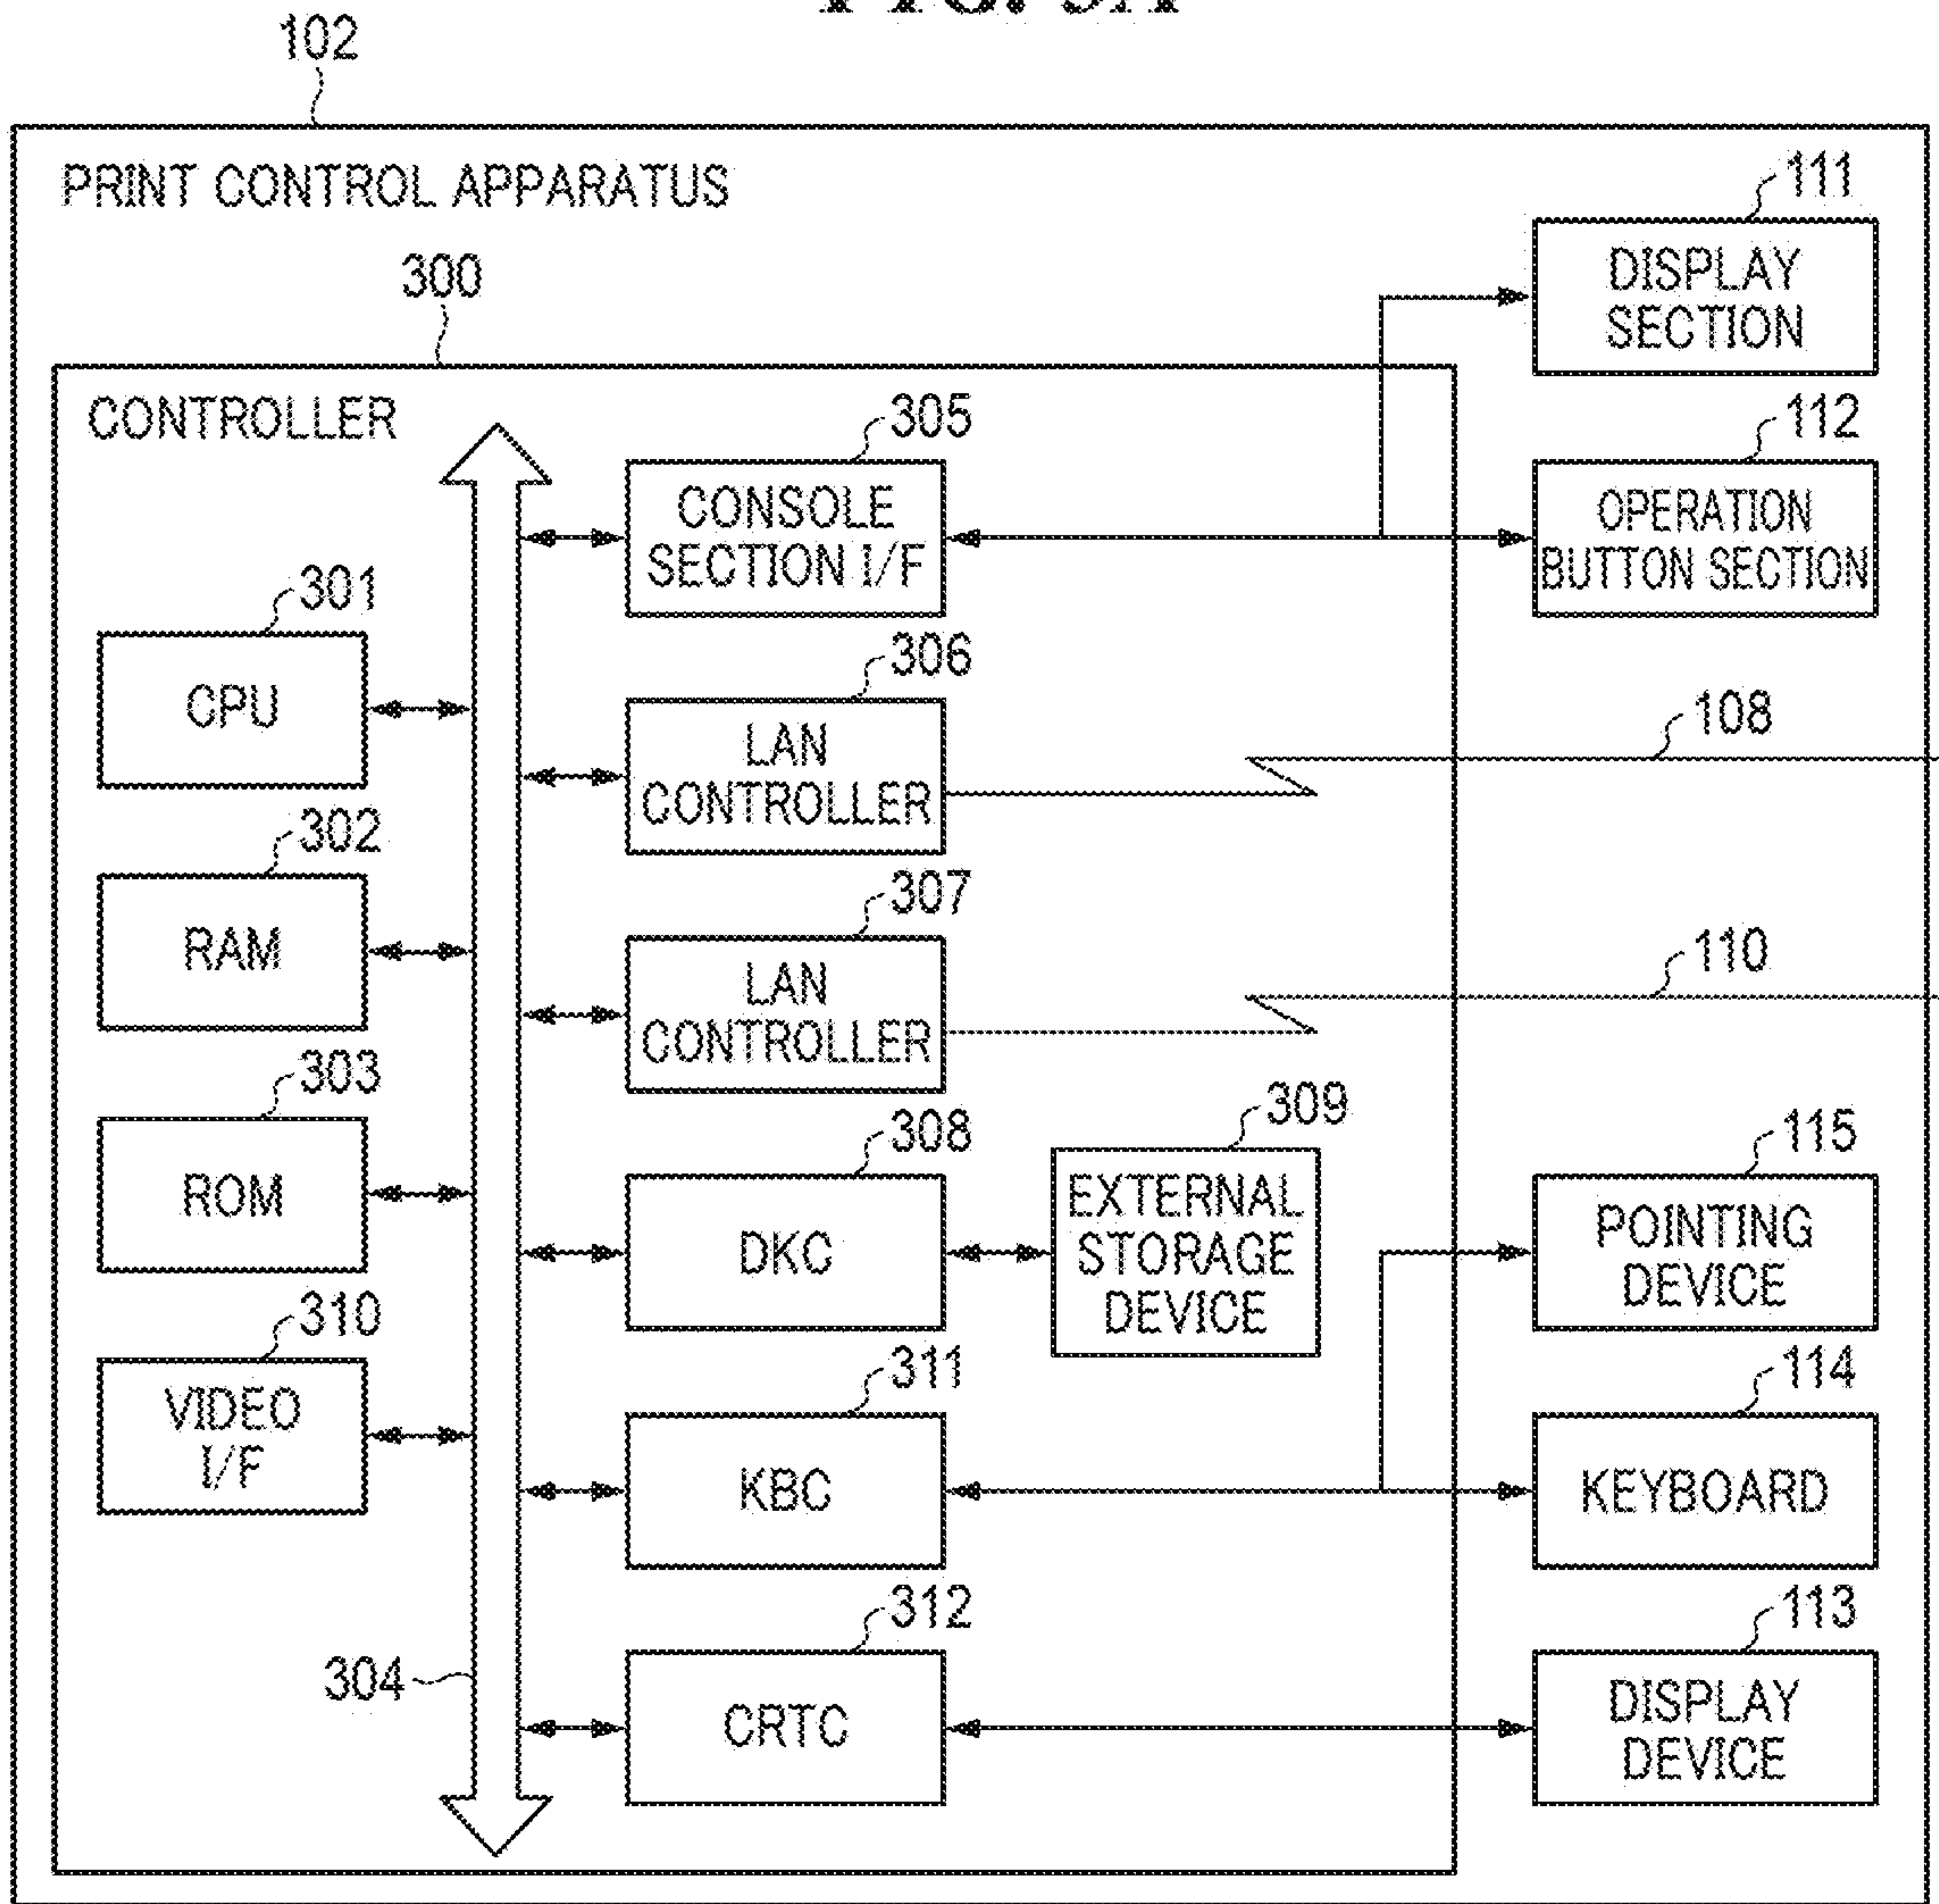 102
PRINT CONTROL APPARATUS
111
DISPLAY
SECTION
300
CONTROLLER
305
CONSOLE
SECTION I/F
112
OPERATION
BUTTON SECTION
301
CPU
306
LAN
CONTROLLER
108
302
RAM
307
LAN
CONTROLLER
110
303
ROM
308
DKC
309
EXTERNAL
STORAGE
DEVICE
115
POINTING
DEVICE
310
VIDEO
I/F
311
KBC
114
KEYBOARD
304
312
CRTC
113
DISPLAY
DEVICE